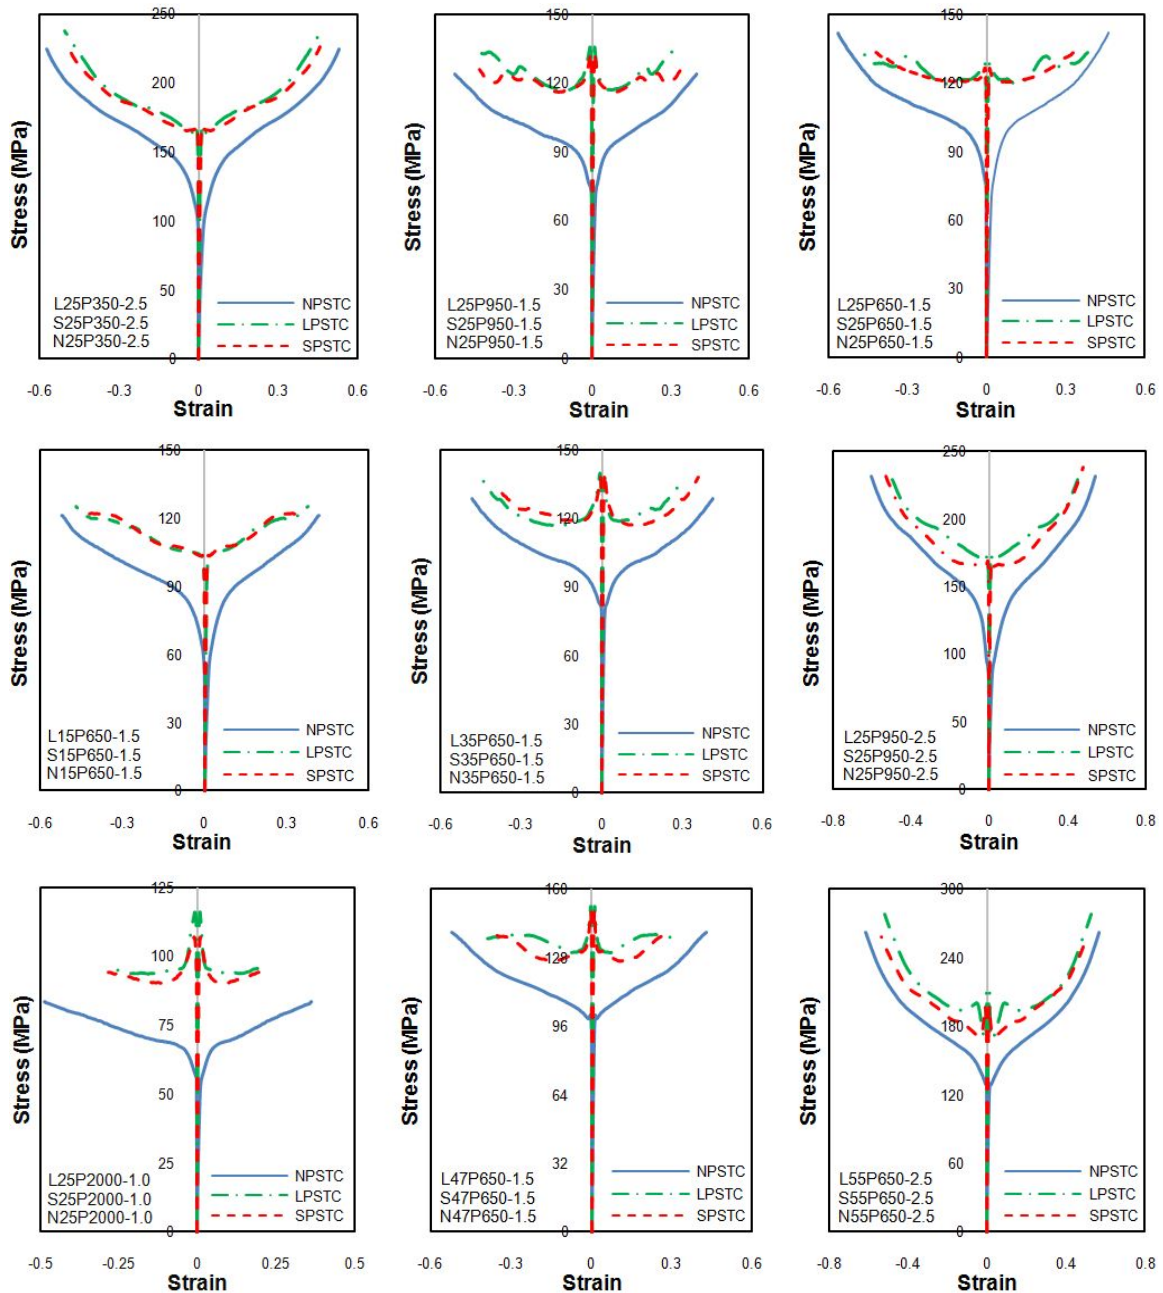 250
200
150
100
50
0
Stress (MPa)
L25P350-2.5
S25P350-2.5
N25P350-2.5
NPSTC
LPSTC
SPSTC
-0.6 -0.3 0 0.3 0.6
Strain
150
120
90
60
30
0
Stress (MPa)
L25P950-1.5
S25P950-1.5
N25P950-1.5
NPSTC
LPSTC
SPSTC
-0.6 -0.3 0 0.3 0.6
Strain
150
120
90
60
30
0
Stress (MPa)
L25P650-1.5
S25P650-1.5
N25P650-1.5
NPSTC
LPSTC
SPSTC
-0.6 -0.3 0 0.3 0.6
Strain
150
120
90
60
30
0
Stress (MPa)
L15P650-1.5
S15P650-1.5
N15P650-1.5
NPSTC
LPSTC
SPSTC
-0.6 -0.3 0 0.3 0.6
Strain
150
120
90
60
30
0
Stress (MPa)
L35P650-1.5
S35P650-1.5
N35P650-1.5
NPSTC
LPSTC
SPSTC
-0.6 -0.3 0 0.3 0.6
Strain
250
200
150
100
50
0
Stress (MPa)
L25P950-2.5
S25P950-2.5
N25P950-2.5
NPSTC
LPSTC
SPSTC
-0.8 -0.4 0 0.4 0.8
Strain
125
100
75
50
25
0
Stress (MPa)
L25P2000-1.0
S25P2000-1.0
N25P2000-1.0
NPSTC
LPSTC
SPSTC
-0.5 -0.25 0 0.25 0.5
Strain
160
128
96
64
32
0
Stress (MPa)
L47P650-1.5
S47P650-1.5
N47P650-1.5
NPSTC
LPSTC
SPSTC
-0.6 -0.3 0 0.3 0.6
Strain
300
240
180
120
60
0
Stress (MPa)
L55P650-2.5
S55P650-2.5
N55P650-2.5
NPSTC
LPSTC
SPSTC
-0.8 -0.4 0 0.4 0.8
Strain